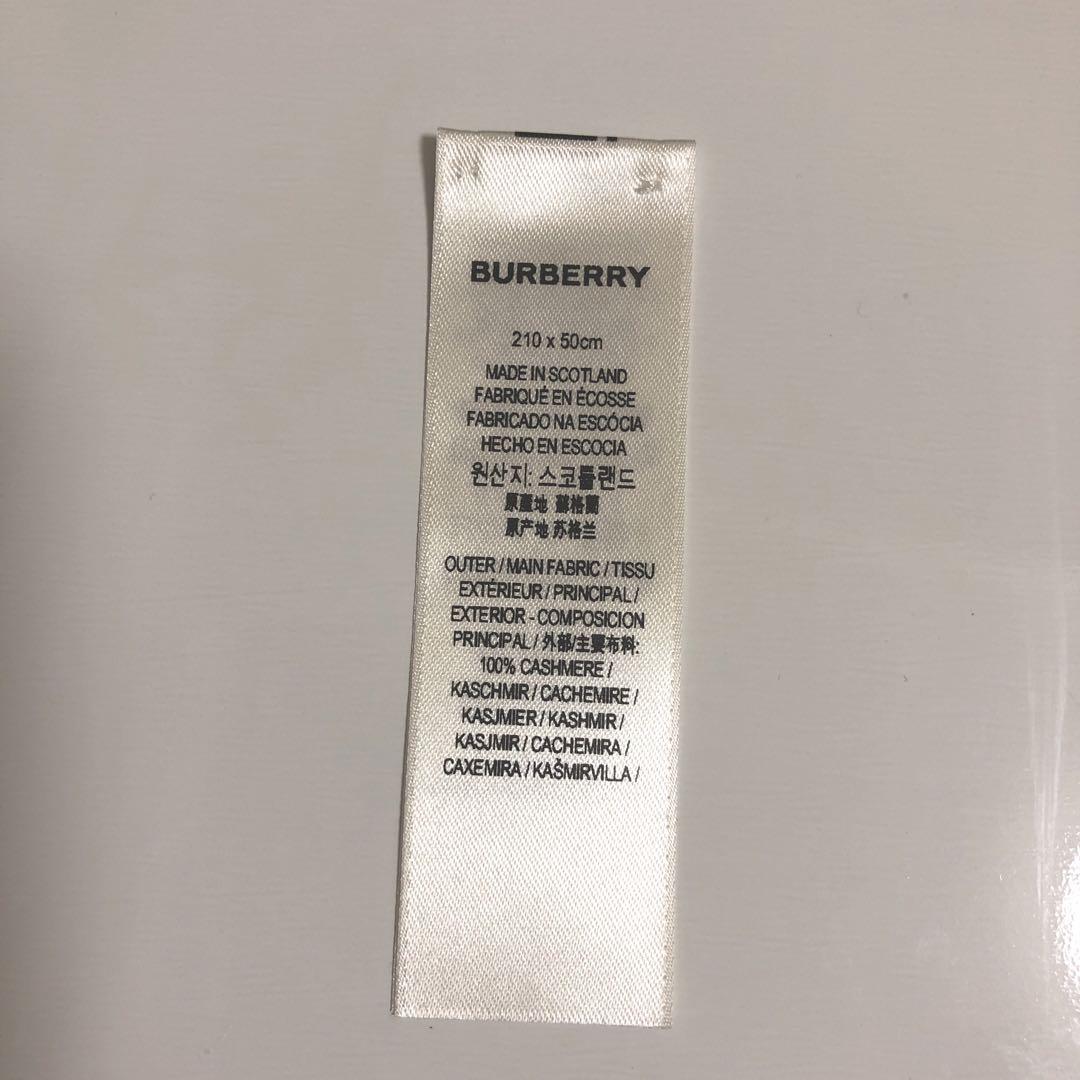 BURBERRY
210 x 50cm
MADE IN SCOTLAND
FABRIQUÉ EN ÉCOSSE
FABRICADO NA ESCÓCIA
HECHO EN ESCOCIA
원산지: 스코틀랜드
原產地 蘇格蘭
原产地 苏格兰
OUTER / MAIN FABRIC / TISSU
EXTÉRIEUR / PRINCIPAL /
EXTERIOR - COMPOSICION
PRINCIPAL / 外部/主要布料:
100% CASHMERE /
KASCHMIR / CACHEMIRE /
KASJMIER / KASHMIR /
KASJMIR / CACHEMIRA /
CAXEMIRA / KAŠMIRVILLA /